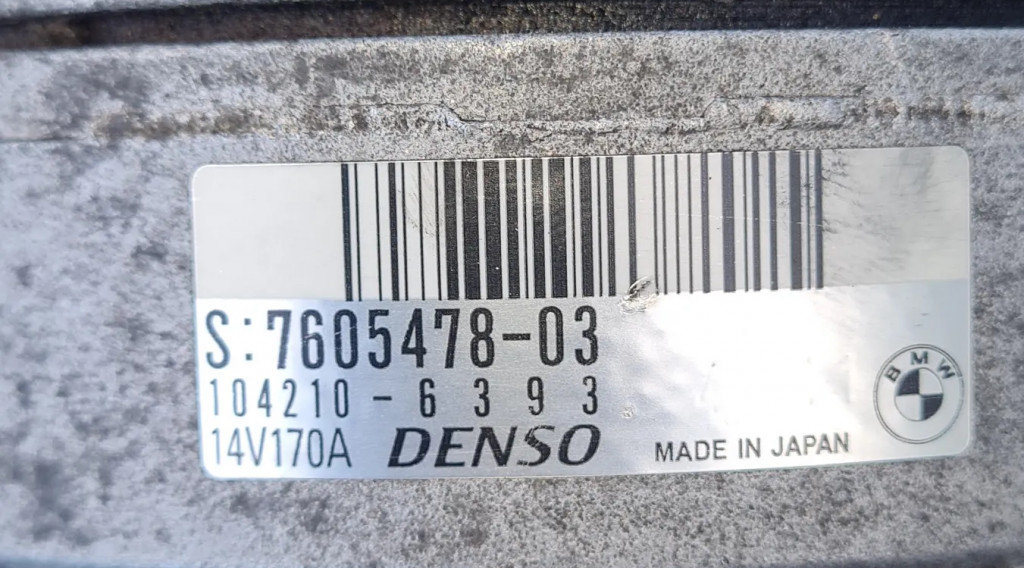 S:7605478-03
104210-6393
14V170A DENSO MADE IN JAPAN
BMW